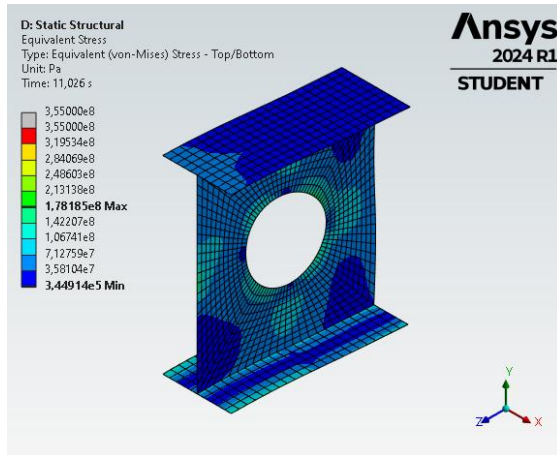 D: Static Structural
Equivalent Stress
Type: Equivalent (von-Mises) Stress - Top/Bottom
Unit: Pa
Time: 11,026 s
3,55000e8
3,55000e8
3,19534e8
2,84069e8
2,48603e8
2,13138e8
1,78185e8 Max
1,42207e8
1,06741e8
7,12759e7
3,58104e7
3,44914e5 Min
Ansys
2024 R1
STUDENT
Y
Z
X